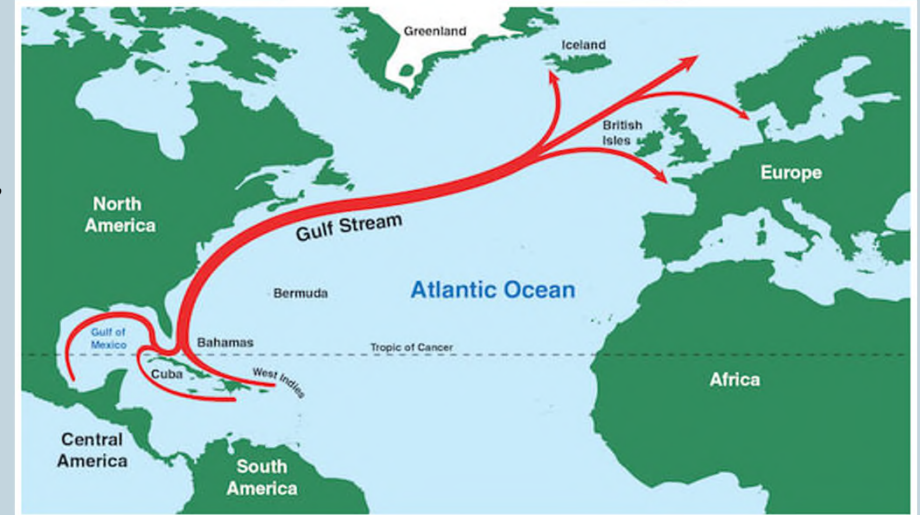 Greenland
Iceland
British
Isles
Europe
North
America
Gulf Stream
Bermuda
Atlantic Ocean
Gulf of
Mexico
Bahamas
Tropic of Cancer
Cuba
West Indies
Africa
Central
America
South
America